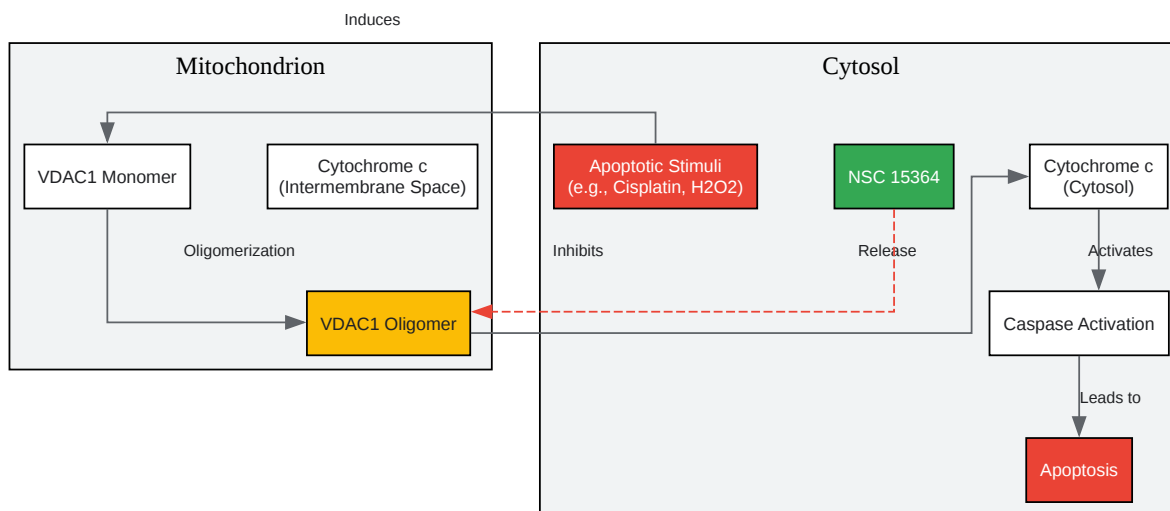 Induces
Mitochondrion
Cytosol
VDAC1 Monomer
Cytochrome c
(Intermembrane Space)
Apoptotic Stimuli
(e.g., Cisplatin, H2O2)
NSC 15364
Cytochrome c
(Cytosol)
Oligomerization
Inhibits
Release
Activates
VDAC1 Oligomer
Caspase Activation
Leads to
Apoptosis